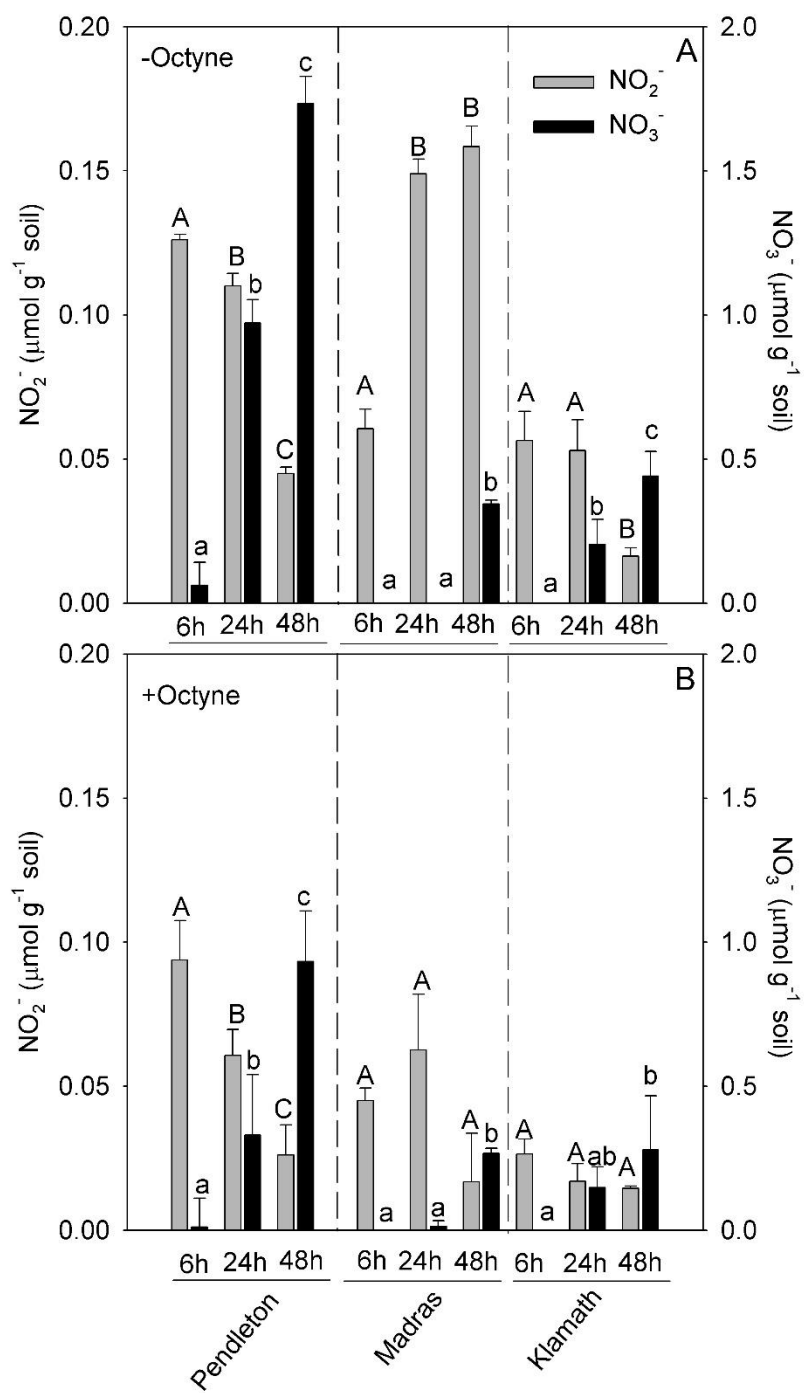 -Octyne
A
NO₂⁻
NO₃⁻
NO₂⁻ (μmol g⁻¹ soil)
0.20
0.15
0.10
0.05
0.00
NO₃⁻ (μmol g⁻¹ soil)
2.0
1.5
1.0
0.5
0.0
A a B b C c
A a B a B b
A a A b B c
6h 24h 48h 6h 24h 48h 6h 24h 48h
+Octyne
B
NO₂⁻ (μmol g⁻¹ soil)
0.20
0.15
0.10
0.05
0.00
NO₃⁻ (μmol g⁻¹ soil)
2.0
1.5
1.0
0.5
0.0
A a B b C c
A a A a A b
A a A ab A b
6h 24h 48h 6h 24h 48h 6h 24h 48h
Pendleton
Madras
Klamath